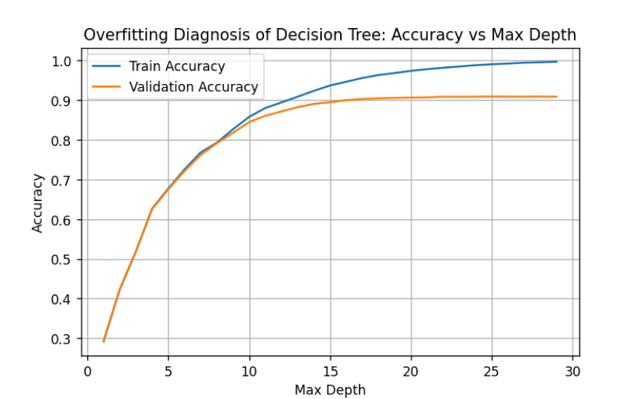 Overfitting Diagnosis of Decision Tree: Accuracy vs Max Depth
Train Accuracy
Validation Accuracy
Accuracy
1.0
0.9
0.8
0.7
0.6
0.5
0.4
0.3
0 5 10 15 20 25 30
Max Depth